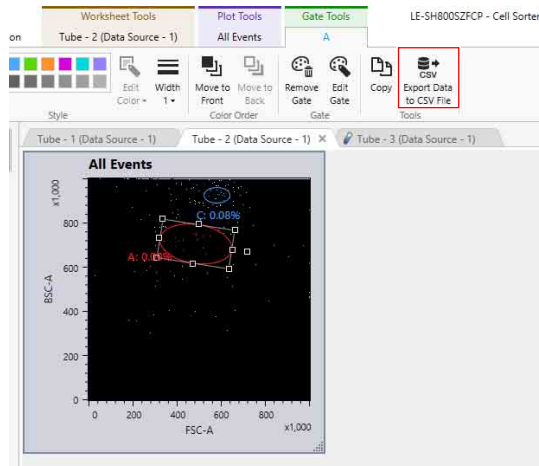 Worksheet Tools Plot Tools Gate Tools LE-SH800SZFCP - Cell Sorter
on Tube - 2 (Data Source - 1) All Events A
Edit Color Width 1 Move to Front Move to Back Remove Gate Edit Gate Copy CSV Export Data to CSV File
Style Color Order Gate Tools
Tube - 1 (Data Source - 1) Tube - 2 (Data Source - 1) Tube - 3 (Data Source - 1)
All Events
x1,000
C: 0.08%
800
600
BSC-A
400
200
0
0 200 400 600 800
FSC-A x1,000